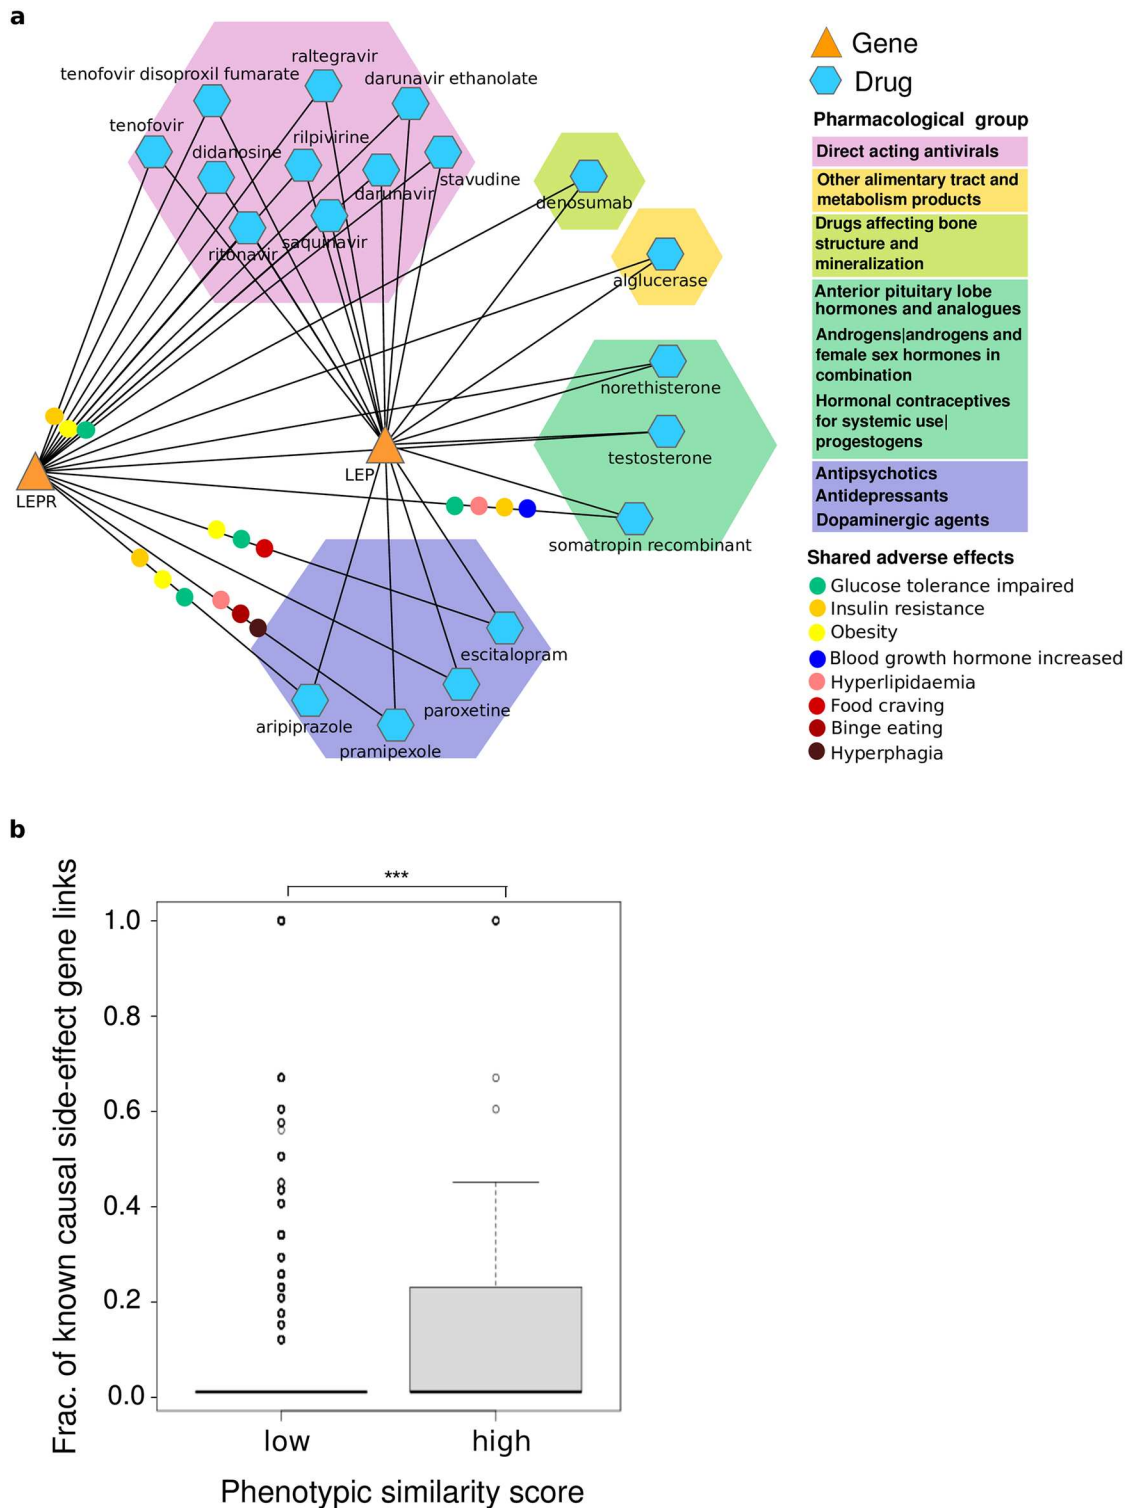 a
raltegravir
tenofovir disoproxil fumarate
darunavir ethanolate
tenofovir
rilpivirine
didanosine
stavudine
darunavir
saquinavir
ritonavir
denosumab
alglucerase
norethisterone
testosterone
somatropin recombinant
LEP
LEPR
escitalopram
paroxetine
aripiprazole
pramipexole
Gene
Drug
Pharmacological group
Direct acting antivirals
Other alimentary tract and
metabolism products
Drugs affecting bone
structure and
mineralization
Anterior pituitary lobe
hormones and analogues
Androgens|androgens and
female sex hormones in
combination
Hormonal contraceptives
for systemic use|
progestogens
Antipsychotics
Antidepressants
Dopaminergic agents
Shared adverse effects
Glucose tolerance impaired
Insulin resistance
Obesity
Blood growth hormone increased
Hyperlipidaemia
Food craving
Binge eating
Hyperphagia
b
Frac. of known causal side-effect gene links
***
1.0
0.8
0.6
0.4
0.2
0.0
low
high
Phenotypic similarity score